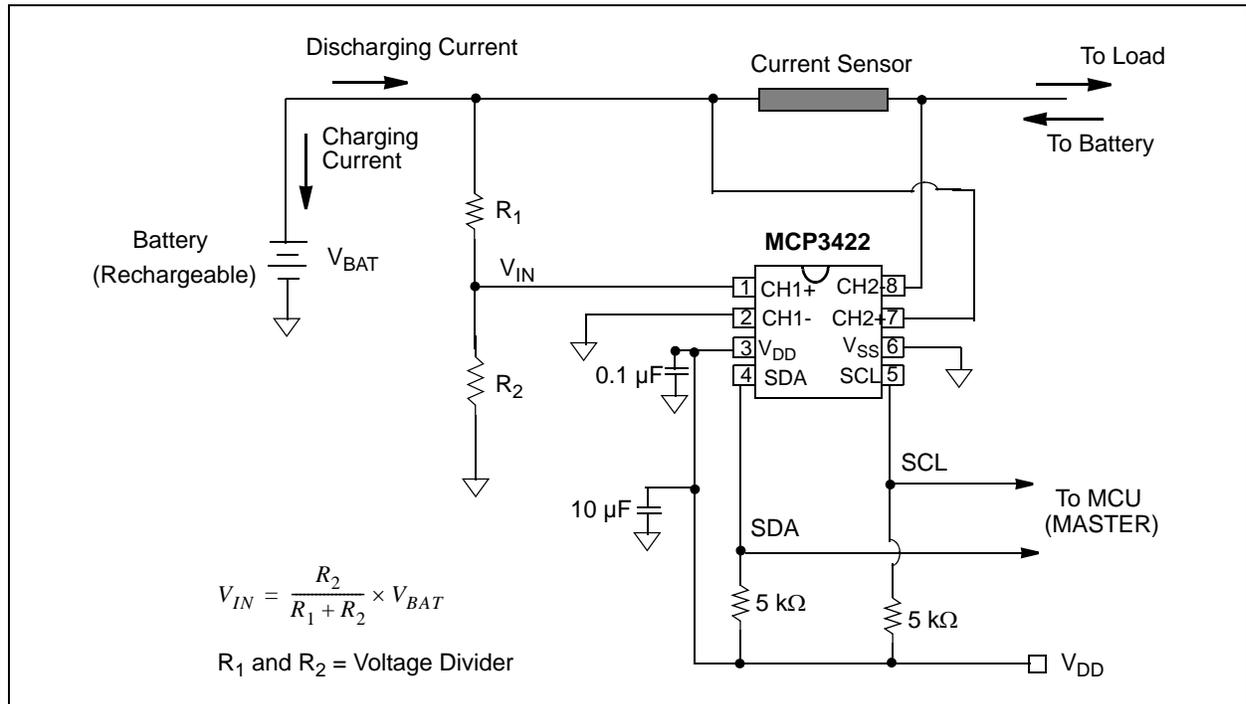 Discharging Current
Current Sensor
To Load
Charging
Current
To Battery
R1
Battery
(Rechargeable)
VBAT
VIN
MCP3422
1 CH1+ CH2- 8
2 CH1- CH2+ 7
3 VDD VSS 6
4 SDA SCL 5
0.1 µF
R2
SCL
10 µF
To MCU
(MASTER)
SDA
5 kΩ
5 kΩ
VIN = R2 / (R1 + R2) × VBAT
R1 and R2 = Voltage Divider
VDD